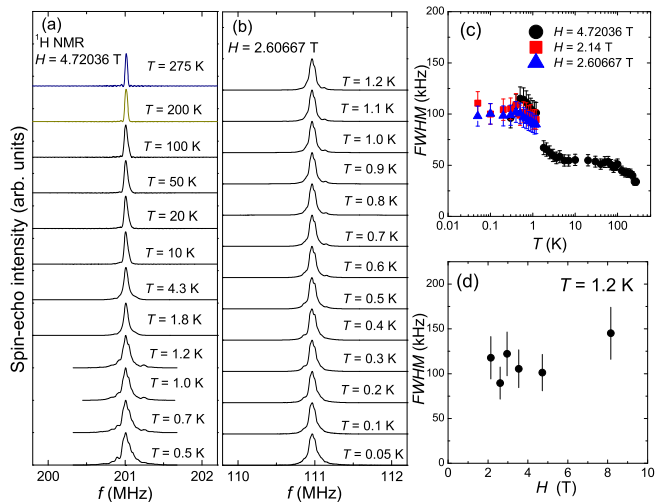 (a)
¹H NMR
H = 4.72036 T
T = 275 K
T = 200 K
T = 100 K
T = 50 K
T = 20 K
T = 10 K
T = 4.3 K
T = 1.8 K
T = 1.2 K
T = 1.0 K
T = 0.7 K
T = 0.5 K
200 201 202
f (MHz)
Spin-echo intensity (arb. units)
(b)
H = 2.60667 T
T = 1.2 K
T = 1.1 K
T = 1.0 K
T = 0.9 K
T = 0.8 K
T = 0.7 K
T = 0.6 K
T = 0.5 K
T = 0.4 K
T = 0.3 K
T = 0.2 K
T = 0.1 K
T = 0.05 K
110 111 112
f (MHz)
(c)
H = 4.72036 T
H = 2.14 T
H = 2.60667 T
200
150
100
50
0
FWHM (kHz)
0.01 0.1 1 10 100
T (K)
(d)
T = 1.2 K
200
150
100
50
0
FWHM (kHz)
0 2 4 6 8 10
H (T)